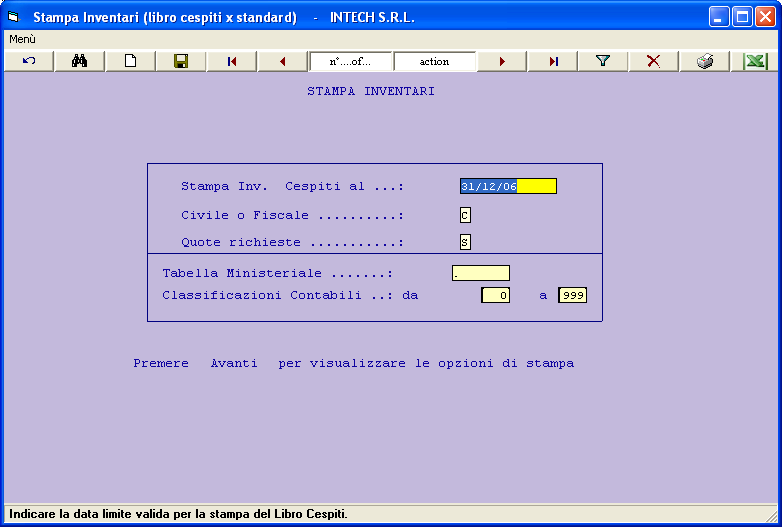 Stampa Inventari (libro cespiti x standard) - INTECH S.R.L.
Menù
n°....of... action
STAMPA INVENTARI
Stampa Inv. Cespiti al ...: 31/12/06
Civile o Fiscale ..........: C
Quote richieste ...........: S
Tabella Ministeriale .......: .
Classificazioni Contabili ..: da 0 a 999
Premere Avanti per visualizzare le opzioni di stampa
Indicare la data limite valida per la stampa del Libro Cespiti.